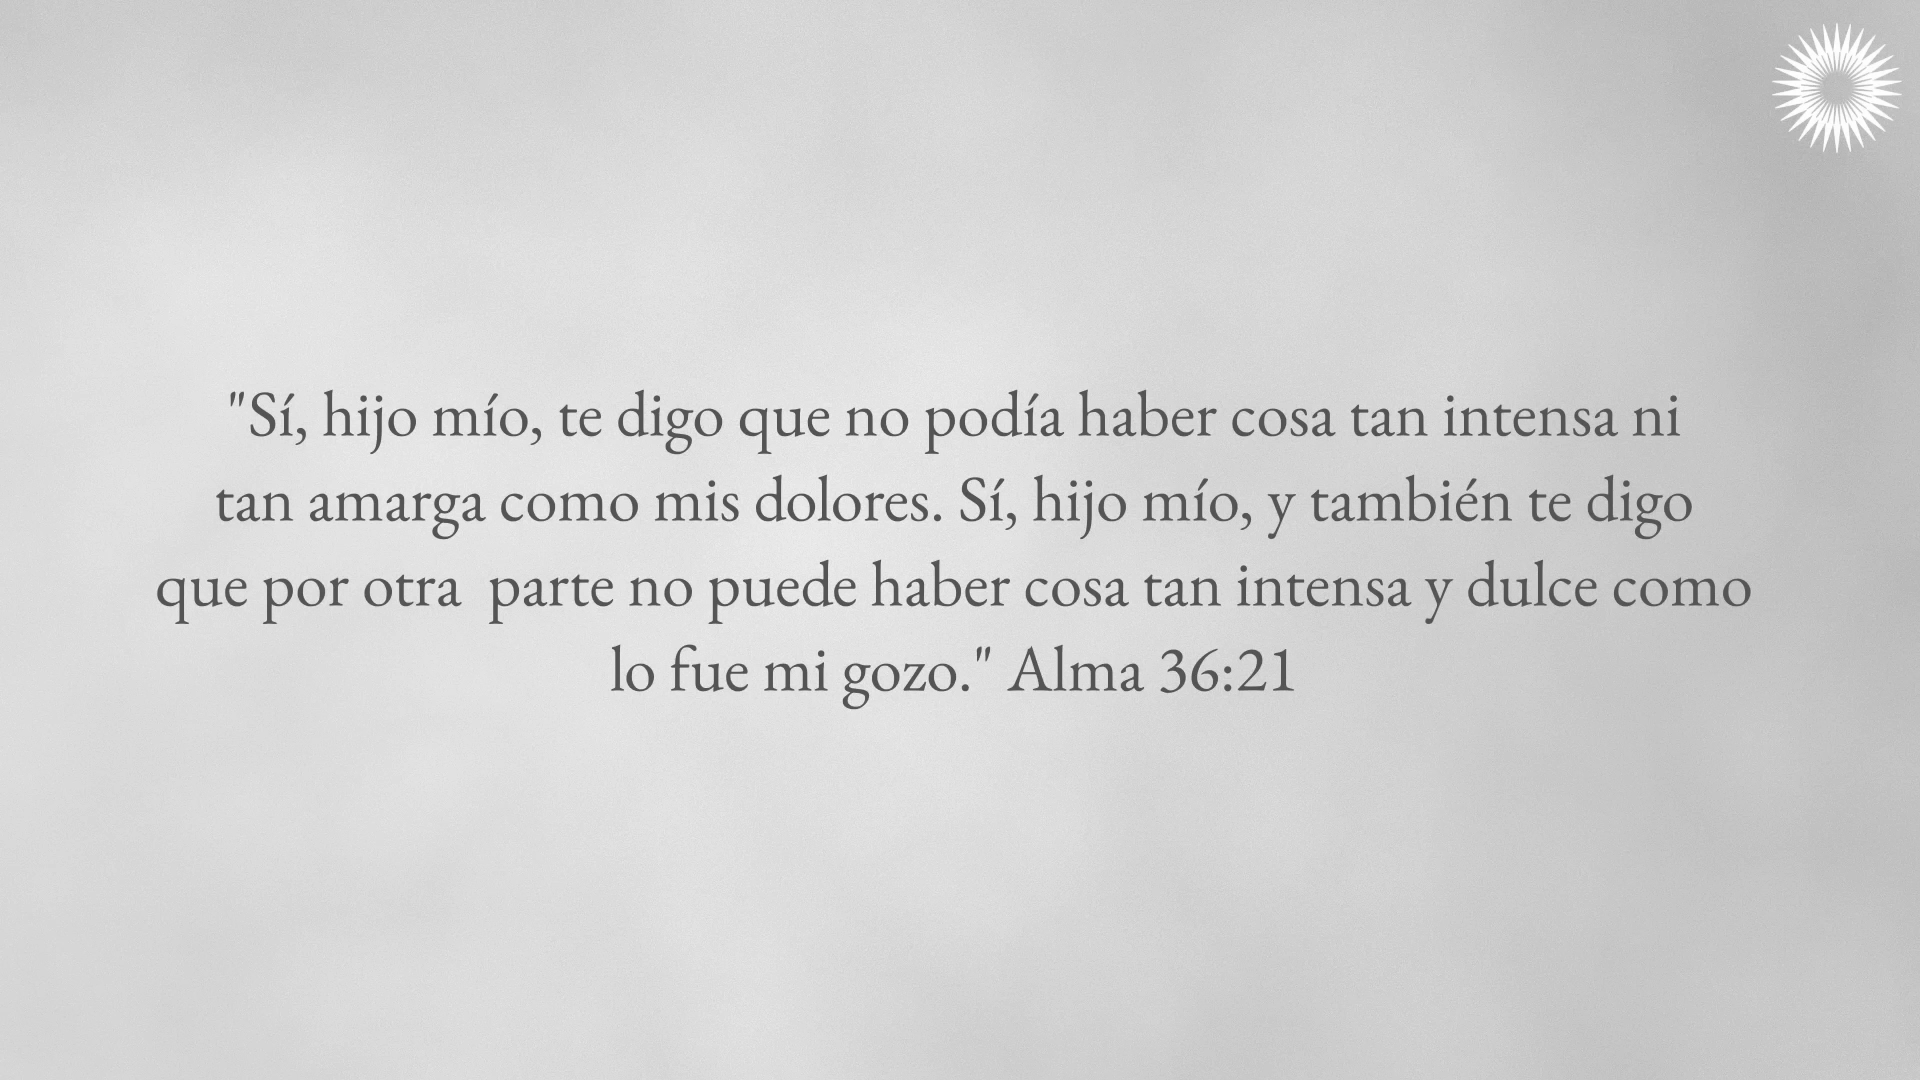 "Sí, hijo mío, te digo que no podía haber cosa tan intensa ni
tan amarga como mis dolores. Sí, hijo mío, y también te digo
que por otra  parte no puede haber cosa tan intensa y dulce como
lo fue mi gozo." Alma 36:21